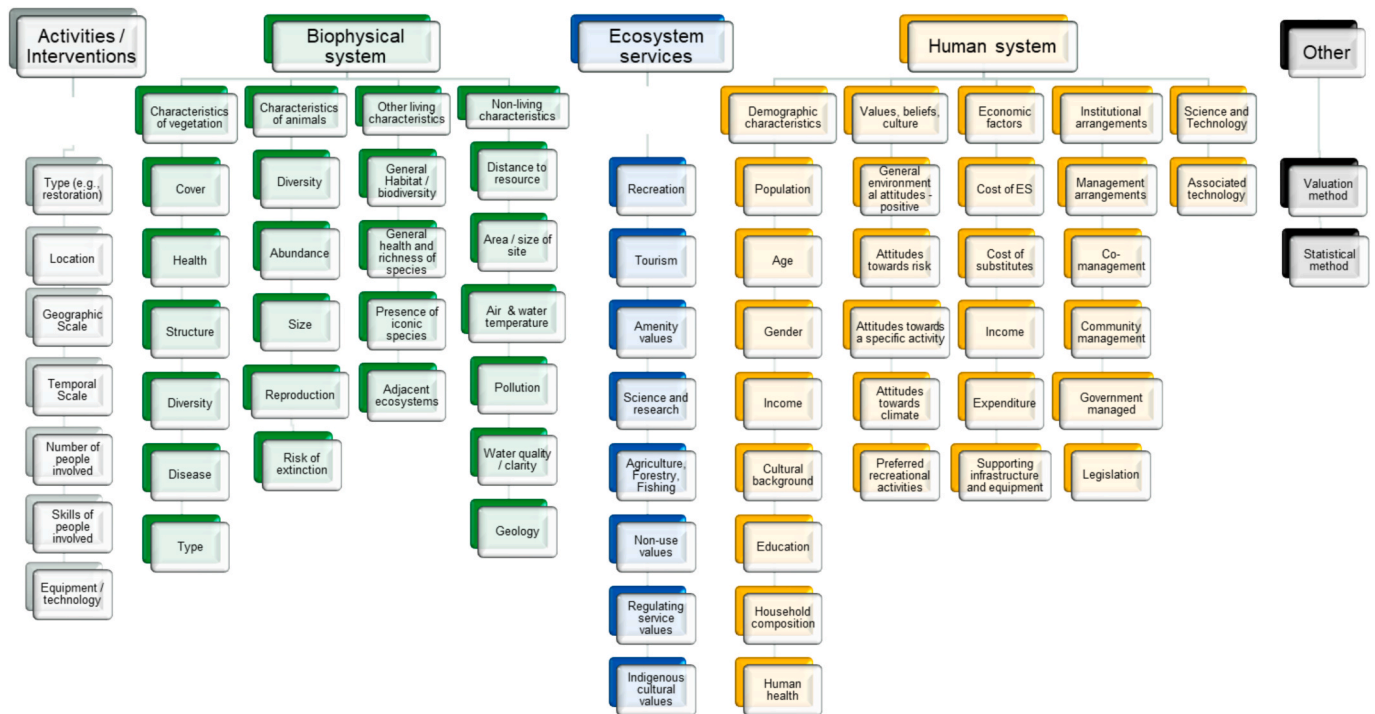 Activities /
Interventions
Biophysical
system
Ecosystem
services
Human system
Other
Characteristics
of vegetation
Characteristics
of animals
Other living
characteristics
Non-living
characteristics
Demographic
characteristics
Values, beliefs,
culture
Economic
factors
Institutional
arrangements
Science and
Technology
Type (e.g.,
restoration)
Location
Geographic
Scale
Temporal
Scale
Number of
people
involved
Skills of
people
involved
Equipment /
technology
Cover
Health
Structure
Diversity
Disease
Type
Diversity
Abundance
Size
Reproduction
Risk of
extinction
General
Habitat /
biodiversity
General
health and
richness of
species
Presence of
iconic
species
Adjacent
ecosystems
Distance to
resource
Area / size of
site
Air & water
temperature
Pollution
Water quality
/ clarity
Geology
Recreation
Tourism
Amenity
values
Science and
research
Agriculture,
Forestry,
Fishing
Non-use
values
Regulating
service
values
Indigenous
cultural
values
Population
Age
Gender
Income
Cultural
background
Education
Household
composition
Human
health
General
environment
al attitudes -
positive
Attitudes
towards risk
Attitudes towards
a specific activity
Attitudes
towards
climate
Preferred
recreational
activities
Cost of ES
Cost of
substitutes
Income
Expenditure
Supporting
infrastructure
and equipment
Management
arrangements
Co-
management
Community
management
Government
managed
Legislation
Associated
technology
Valuation
method
Statistical
method